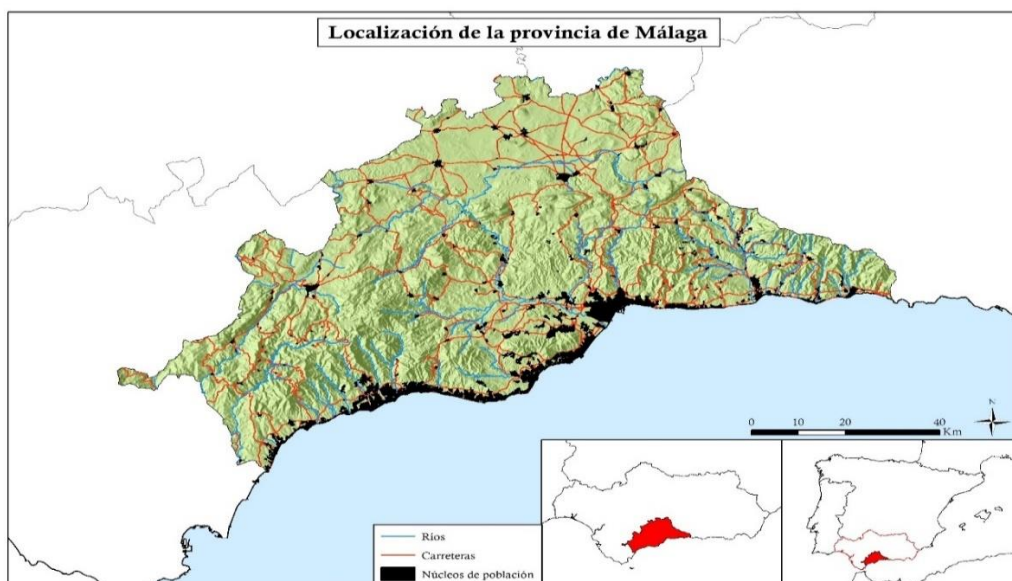 Localización de la provincia de Málaga
N
0 10 20 40
Km
Ríos
Carreteras
Núcleos de población